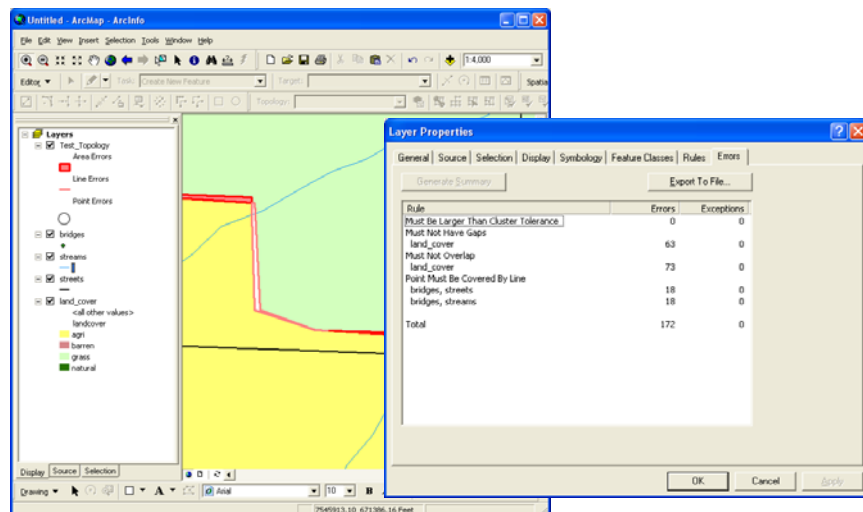 Untitled - ArcMap - ArcInfo
File Edit View Insert Selection Tools Window Help
1:4,000
Editor Task: Create New Feature Target: Spatia
Topology:
Layers
Test_Topology
Area Errors
Line Errors
Point Errors
bridges
streams
streets
land_cover
<all other values>
landcover
agri
barren
grass
natural
Display Source Selection
Drawing A Arial 10 B
7545913.10 671386.16 Feet
Layer Properties
General Source Selection Display Symbology Feature Classes Rules Errors
Generate Summary Export To File...
Rule Errors Exceptions
Must Be Larger Than Cluster Tolerance 0 0
Must Not Have Gaps
land_cover 63 0
Must Not Overlap
land_cover 73 0
Point Must Be Covered By Line
bridges, streets 18 0
bridges, streams 18 0
Total 172 0
OK Cancel Apply